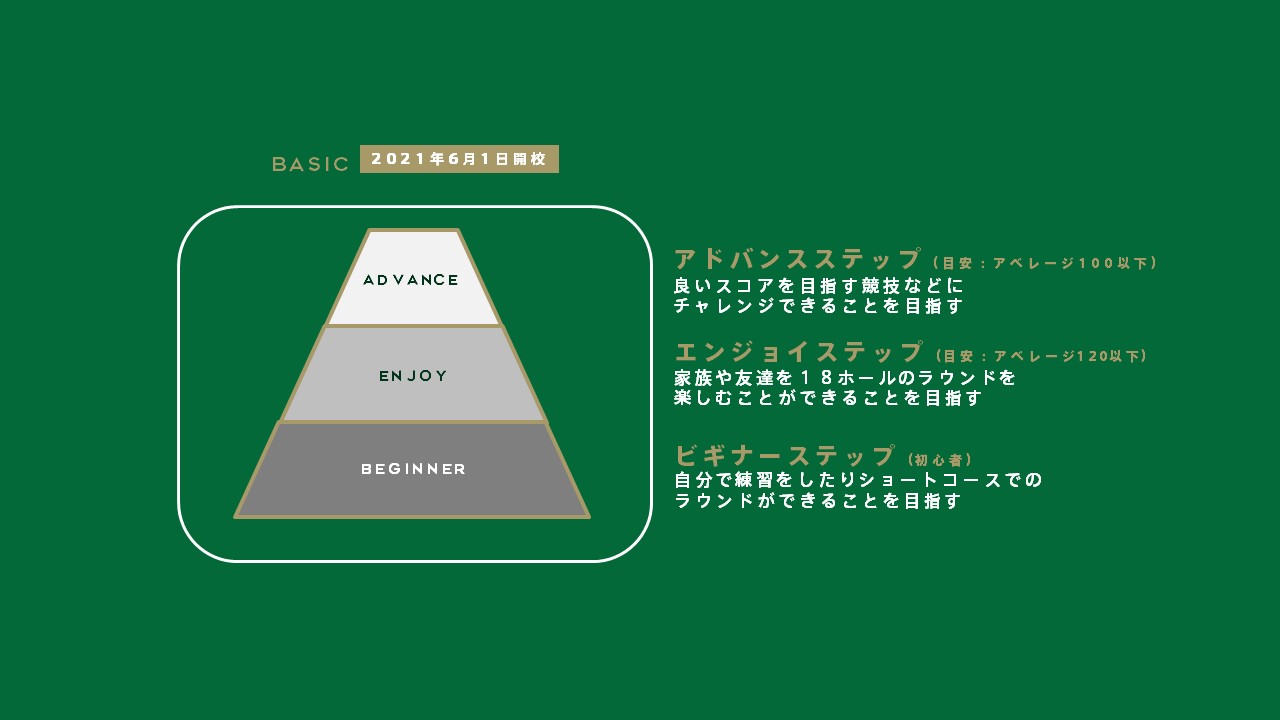 BASIC 2021年6月1日開校
ADVANCE
ENJOY
BEGINNER
アドバンスステップ（目安：アベレージ100以下）
良いスコアを目指す競技などに
チャレンジできることを目指す
エンジョイステップ（目安：アベレージ120以下）
家族や友達を１８ホールのラウンドを
楽しむことができることを目指す
ビギナーステップ（初心者）
自分で練習をしたりショートコースでの
ラウンドができることを目指す